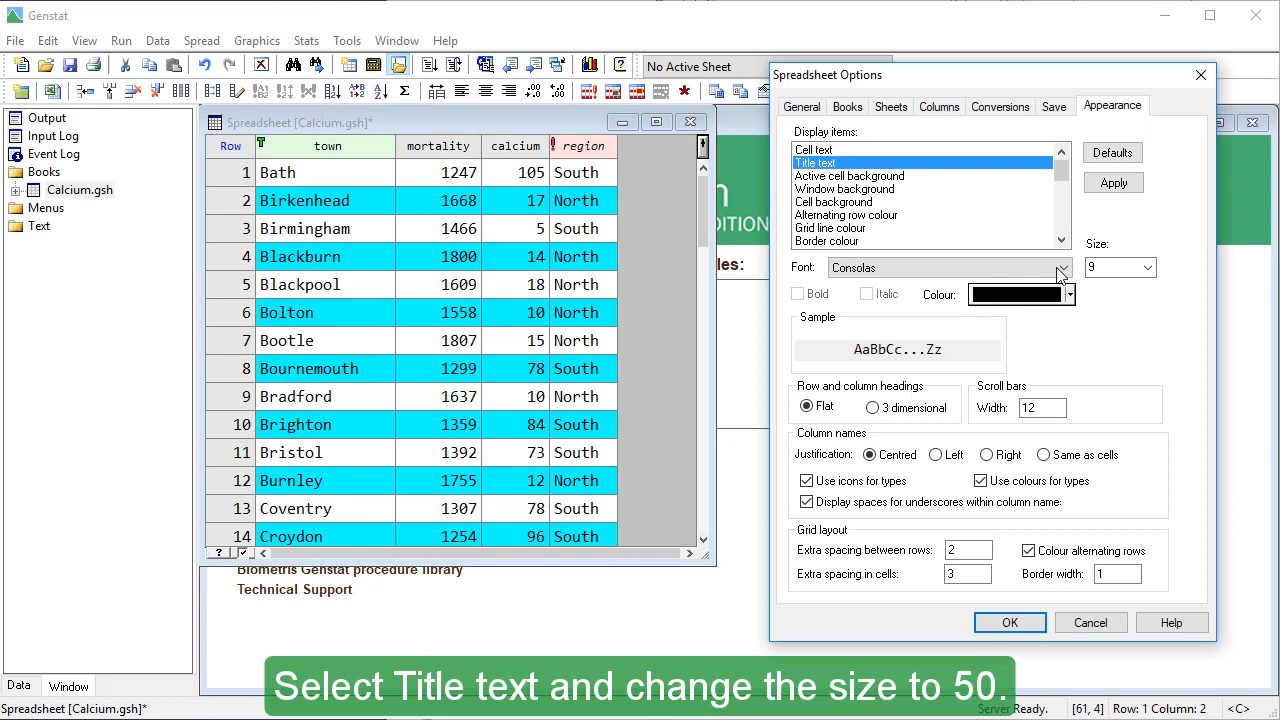 Genstat
File Edit View Run Data Spread Graphics Stats Tools Window Help
No Active Sheet
Output
Input Log
Event Log
Books
Calcium.gsh
Menus
Text
Data Window
Spreadsheet [Calcium.gsh]*
Row town mortality calcium region
1 Bath 1247 105 South
2 Birkenhead 1668 17 North
3 Birmingham 1466 5 South
4 Blackburn 1800 14 North
5 Blackpool 1609 18 North
6 Bolton 1558 10 North
7 Bootle 1807 15 North
8 Bournemouth 1299 78 South
9 Bradford 1637 10 North
10 Brighton 1359 84 South
11 Bristol 1392 73 South
12 Burnley 1755 12 North
13 Coventry 1307 78 South
14 Croydon 1254 96 South
les:
Biometris Genstat procedure library
Technical Support
Spreadsheet Options
General Books Sheets Columns Conversions Save Appearance
Display items:
Cell text
Title text
Active cell background
Window background
Cell background
Alternating row colour
Grid line colour
Border colour
Defaults
Apply
Size:
Font: Consolas 9
Bold Italic Colour:
Sample
AaBbCc...Zz
Row and column headings Scroll bars
Flat 3 dimensional Width: 12
Column names
Justification: Centred Left Right Same as cells
Use icons for types Use colours for types
Display spaces for underscores within column name
Grid layout
Extra spacing between rows: 2 Colour alternating rows
Extra spacing in cells: 3 Border width: 1
OK Cancel Help
Select Title text and change the size to 50.
Spreadsheet [Calcium.gsh]* Server Ready. [61, 4] Row: 1 Column: 2 <C>